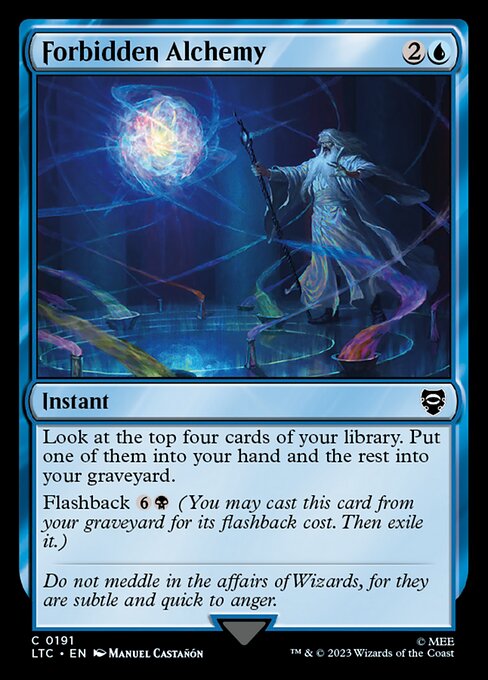 Forbidden Alchemy 2
Instant
Look at the top four cards of your library. Put
one of them into your hand and the rest into
your graveyard.
Flashback 6 (You may cast this card from
your graveyard for its flashback cost. Then exile
it.)
Do not meddle in the affairs of Wizards, for they
are subtle and quick to anger.
C 0191
LTC • EN Manuel Castañón
© MEE
™ & © 2023 Wizards of the Coast